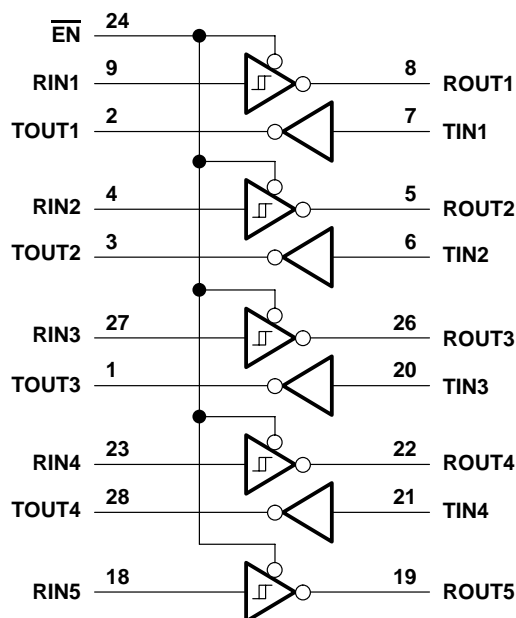 EN 24
RIN1 9 8 ROUT1
TOUT1 2 7 TIN1
RIN2 4 5 ROUT2
TOUT2 3 6 TIN2
RIN3 27 26 ROUT3
TOUT3 1 20 TIN3
RIN4 23 22 ROUT4
TOUT4 28 21 TIN4
RIN5 18 19 ROUT5